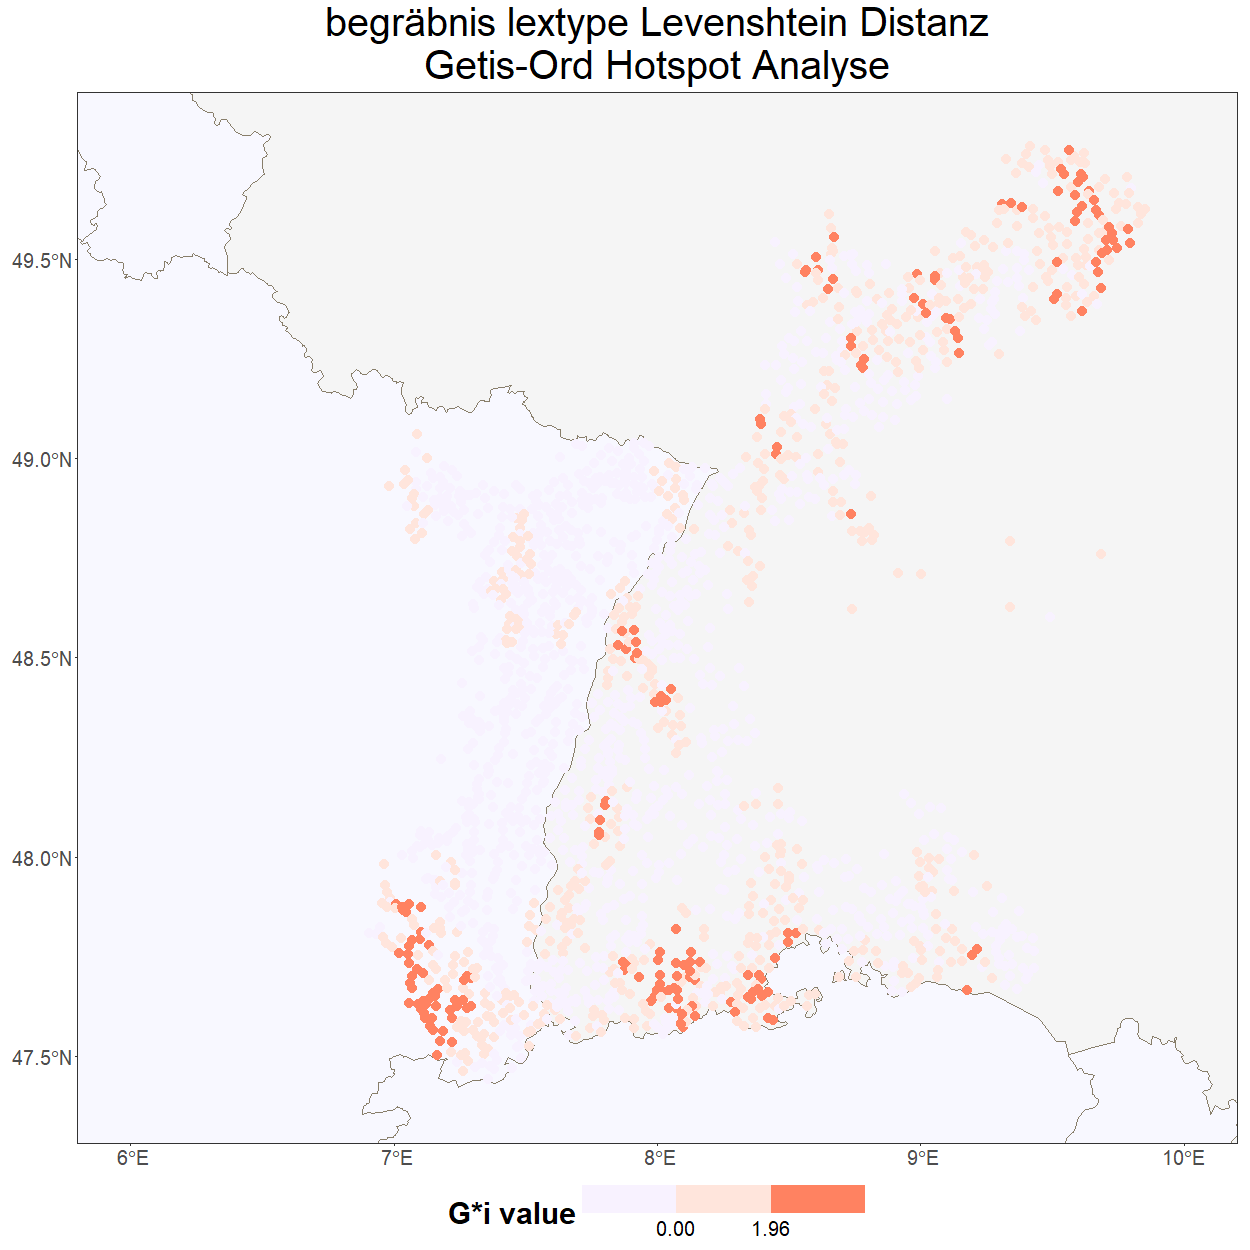 begräbnis lextype Levenshtein Distanz
Getis-Ord Hotspot Analyse
49.5°N
49.0°N
48.5°N
48.0°N
47.5°N
6°E 7°E 8°E 9°E 10°E
G*i value
0.00 1.96